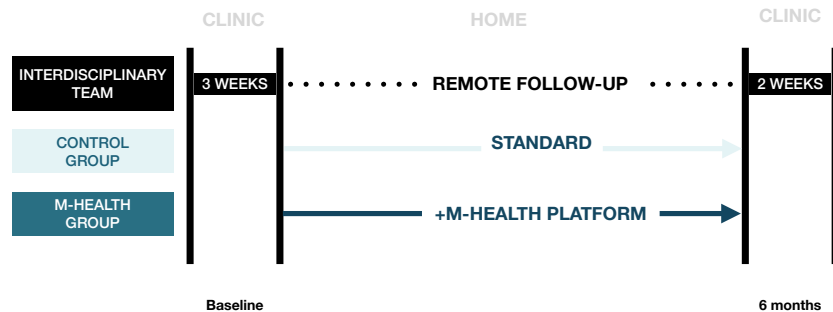 CLINIC
HOME
CLINIC
INTERDISCIPLINARY
TEAM
3 WEEKS
REMOTE FOLLOW-UP
2 WEEKS
CONTROL
GROUP
STANDARD
M-HEALTH
GROUP
+M-HEALTH PLATFORM
Baseline
6 months